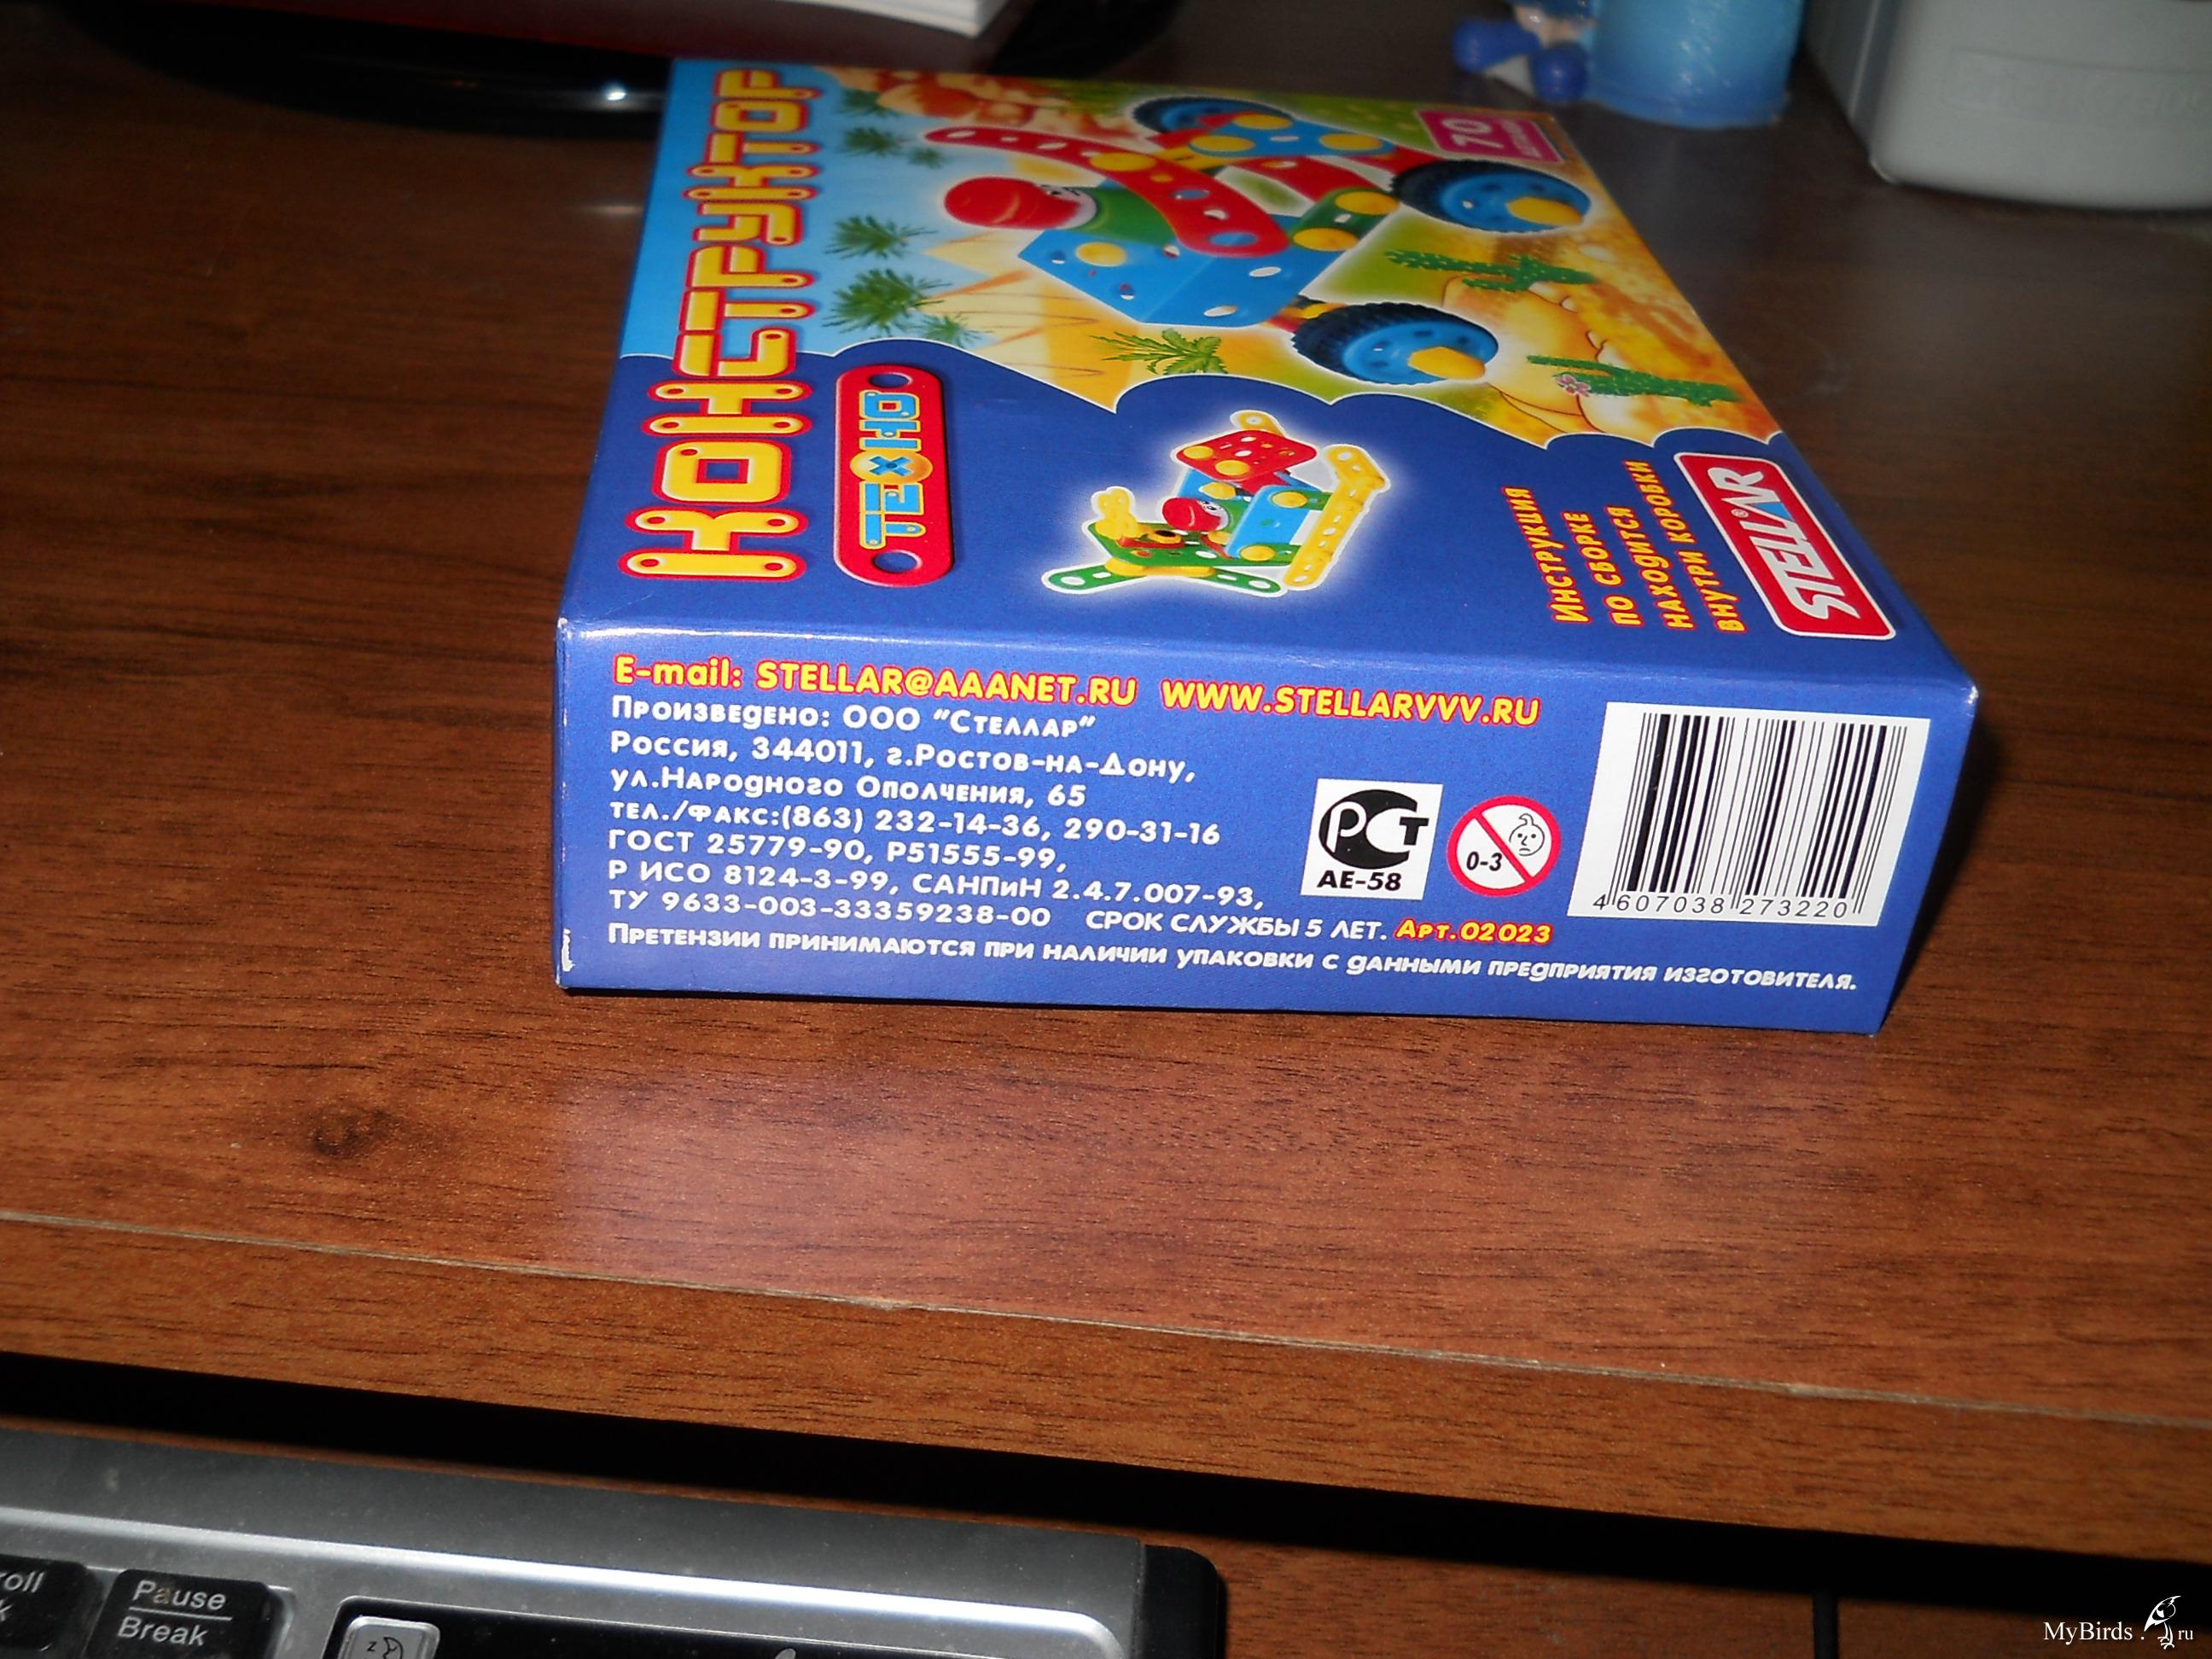 КОНСТРУКТОР
ТЕХНО
70
ИНСТРУКЦИЯ
ПО СБОРКЕ
НАХОДИТСЯ
ВНУТРИ КОРОБКИ
STELLAR®
E-mail: STELLAR@AAANET.RU WWW.STELLARVVV.RU
ПРОИЗВЕДЕНО: ООО "СТЕЛЛАР"
РОССИЯ, 344011, г.РОСТОВ-НА-ДОНУ,
ул.НАРОДНОГО ОПОЛЧЕНИЯ, 65
ТЕЛ./ФАКС:(863) 232-14-36, 290-31-16
ГОСТ 25779-90, Р51555-99,
Р ИСО 8124-3-99, САНПиН 2.4.7.007-93,
ТУ 9633-003-33359238-00 СРОК СЛУЖБЫ 5 ЛЕТ. АРТ.02023
ПРЕТЕНЗИИ ПРИНИМАЮТСЯ ПРИ НАЛИЧИИ УПАКОВКИ С ДАННЫМИ ПРЕДПРИЯТИЯ ИЗГОТОВИТЕЛЯ.
РСТ
АЕ-58
0-3
4 607038 273220
Pause
Break
MyBirds.ru